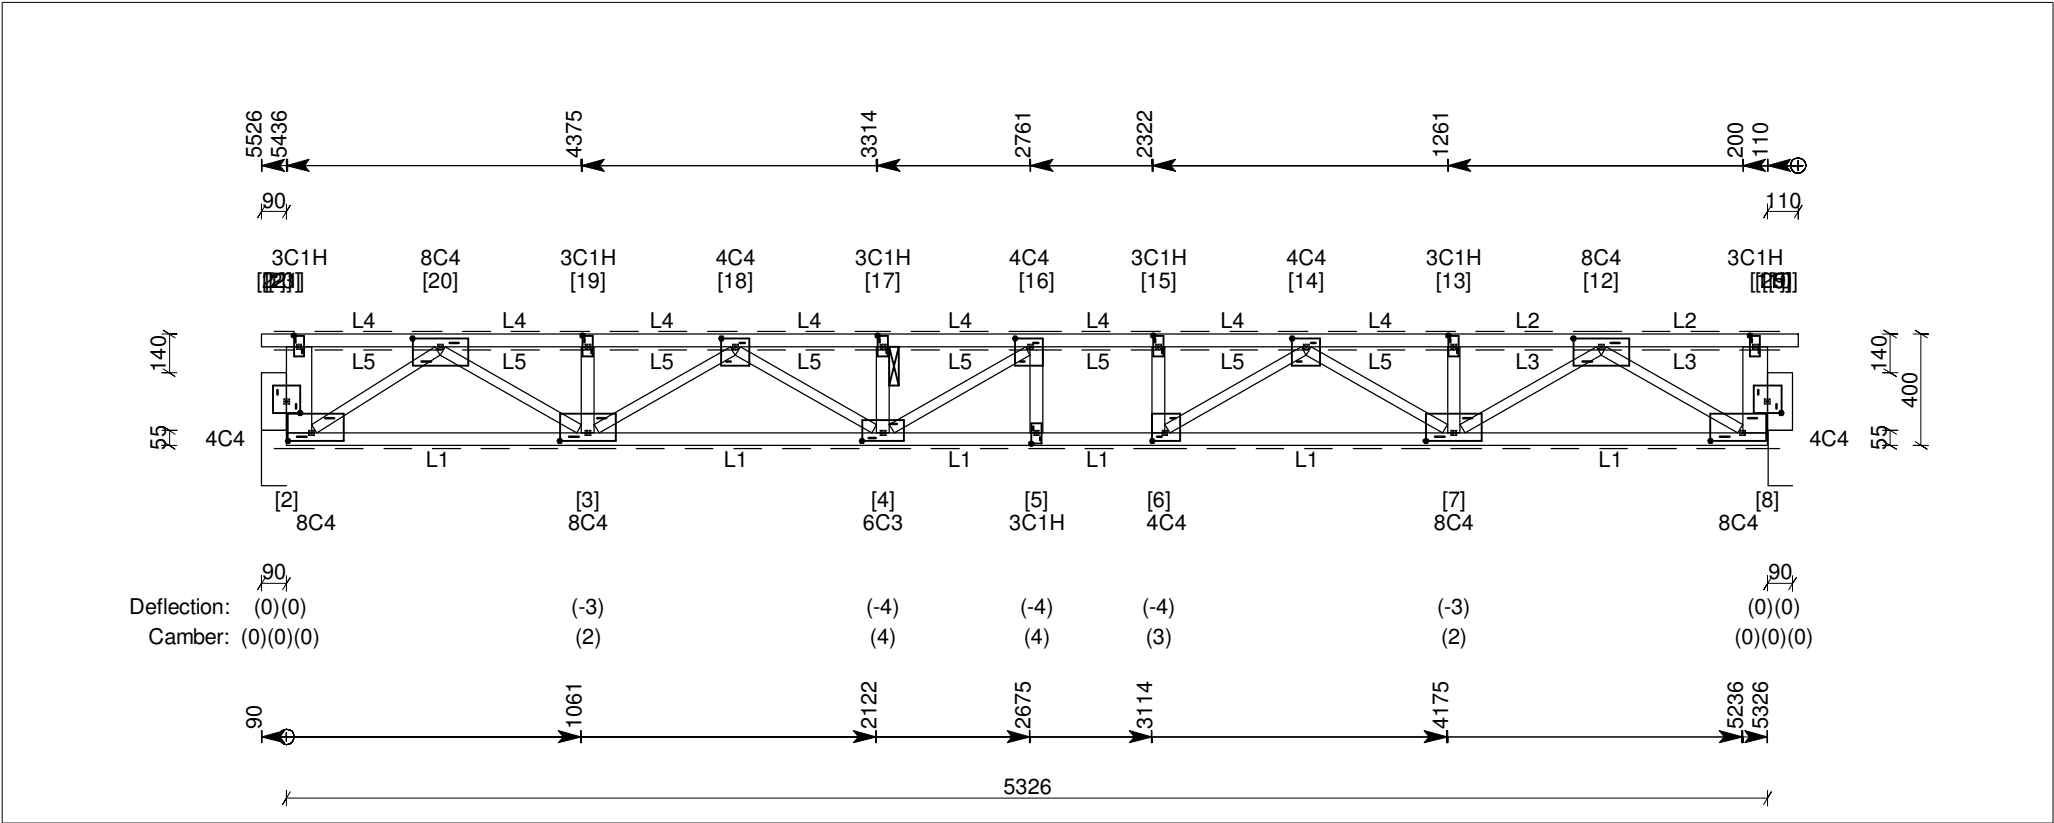 5526 5436 4375 3314 2761 2322 1261 200 110
90 110
3C1H 8C4 3C1H 4C4 3C1H 4C4 3C1H 4C4 3C1H 8C4 3C1H
[20] [19] [18] [17] [16] [15] [14] [13] [12]
L4 L4 L4 L4 L4 L4 L4 L4 L2 L2
140 140
L5 L5 L5 L5 L5 L5 L5 L5 L3 L3
400
55 4C4 55 4C4
L1 L1 L1 L1 L1 L1
[2] [3] [4] [5] [6] [7] [8]
8C4 8C4 6C3 3C1H 4C4 8C4 8C4
90 90
Deflection: (0)(0) (-3) (-4) (-4) (-4) (-3) (0)(0)
Camber: (0)(0)(0) (2) (4) (4) (3) (2) (0)(0)(0)
90 1061 2122 2675 3114 4175 5236 5326
5326